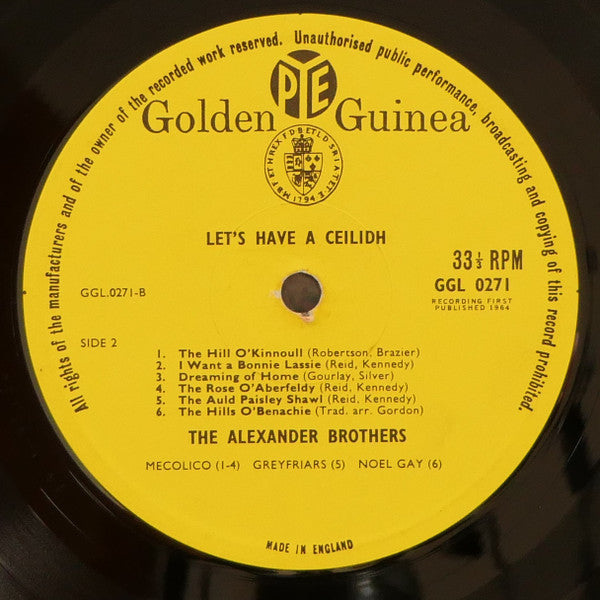 All rights of the manufacturers and of the owner of the recorded work reserved. Unauthorised public performance, broadcasting and copying of this record prohibited.
PYE
Golden Guinea
1794
LET'S HAVE A CEILIDH
33⅓ RPM
GGL 0271
RECORDING FIRST
PUBLISHED 1964
GGL.0271-B
SIDE 2
1. The Hill O'Kinnoull (Robertson, Brazier)
2. I Want a Bonnie Lassie (Reid, Kennedy)
3. Dreaming of Home (Gourlay, Silver)
4. The Rose O'Aberfeldy (Reid, Kennedy)
5. The Auld Paisley Shawl (Reid, Kennedy)
6. The Hills O'Benachie (Trad. arr. Gordon)
THE ALEXANDER BROTHERS
MECOLICO (1-4) GREYFRIARS (5) NOEL GAY (6)
MADE IN ENGLAND